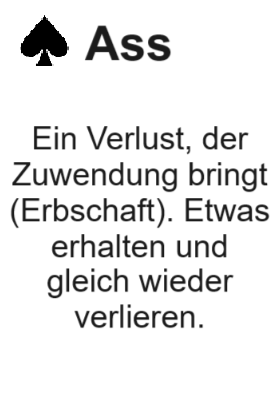 ♠ Ass
Ein Verlust, der
Zuwendung bringt
(Erbschaft). Etwas
erhalten und
gleich wieder
verlieren.